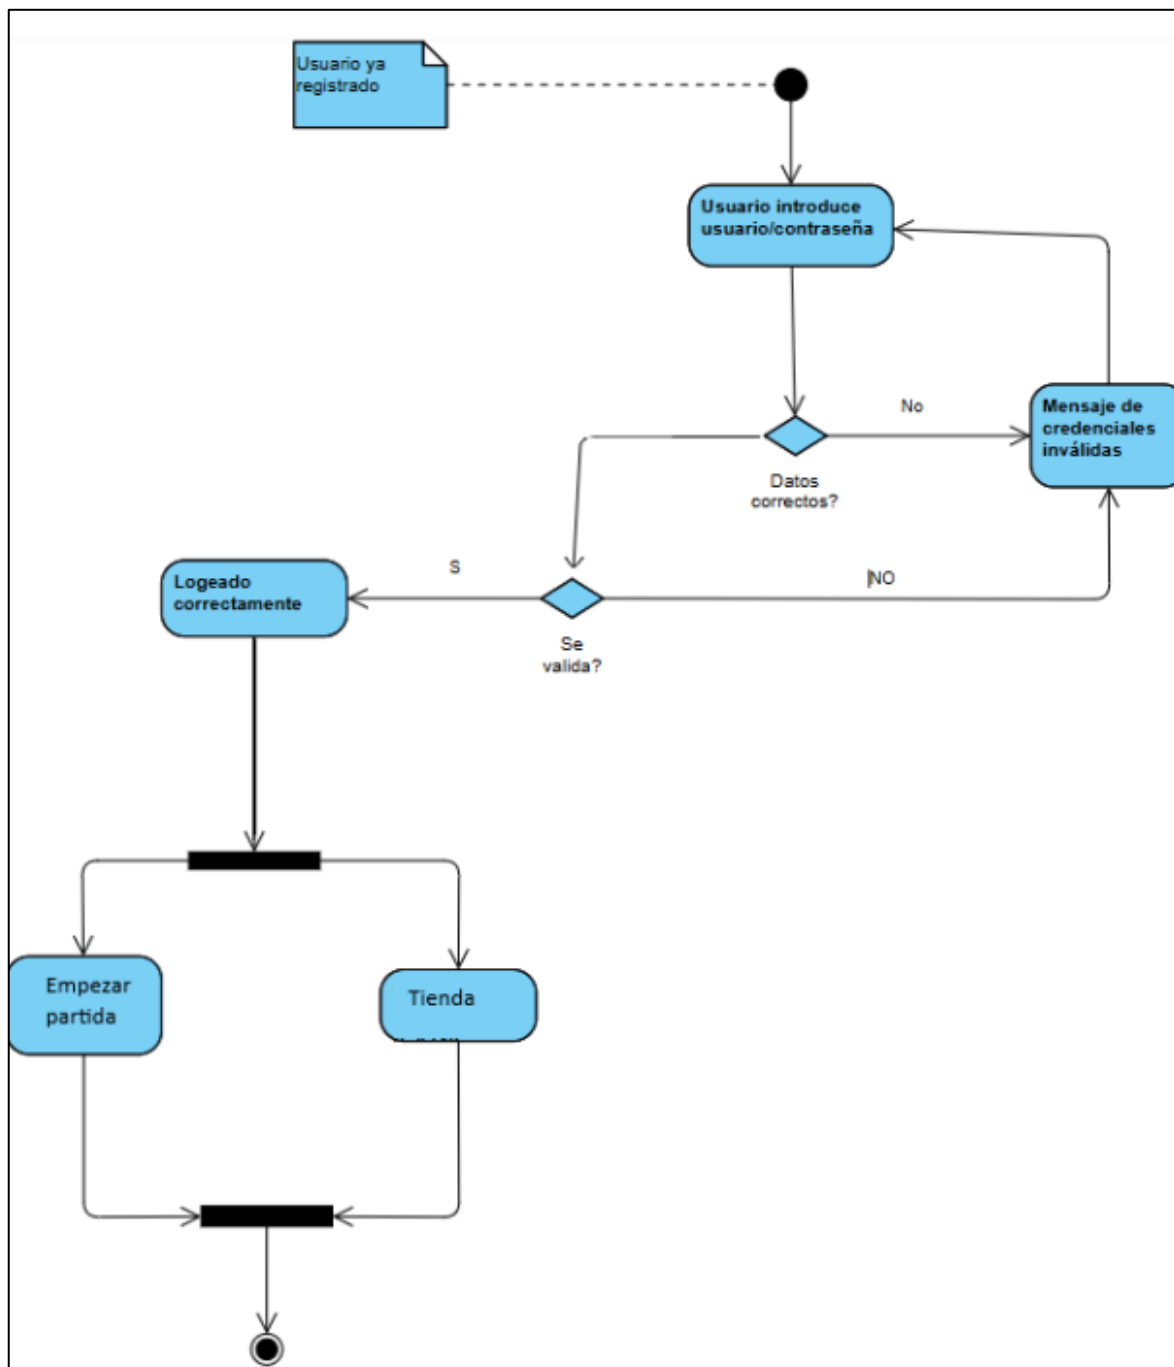 Usuario ya
registrado
Usuario introduce
usuario/contraseña
No
Mensaje de
credenciales
inválidas
Datos
correctos?
S
NO
Logeado
correctamente
Se
valida?
Empezar
partida
Tienda